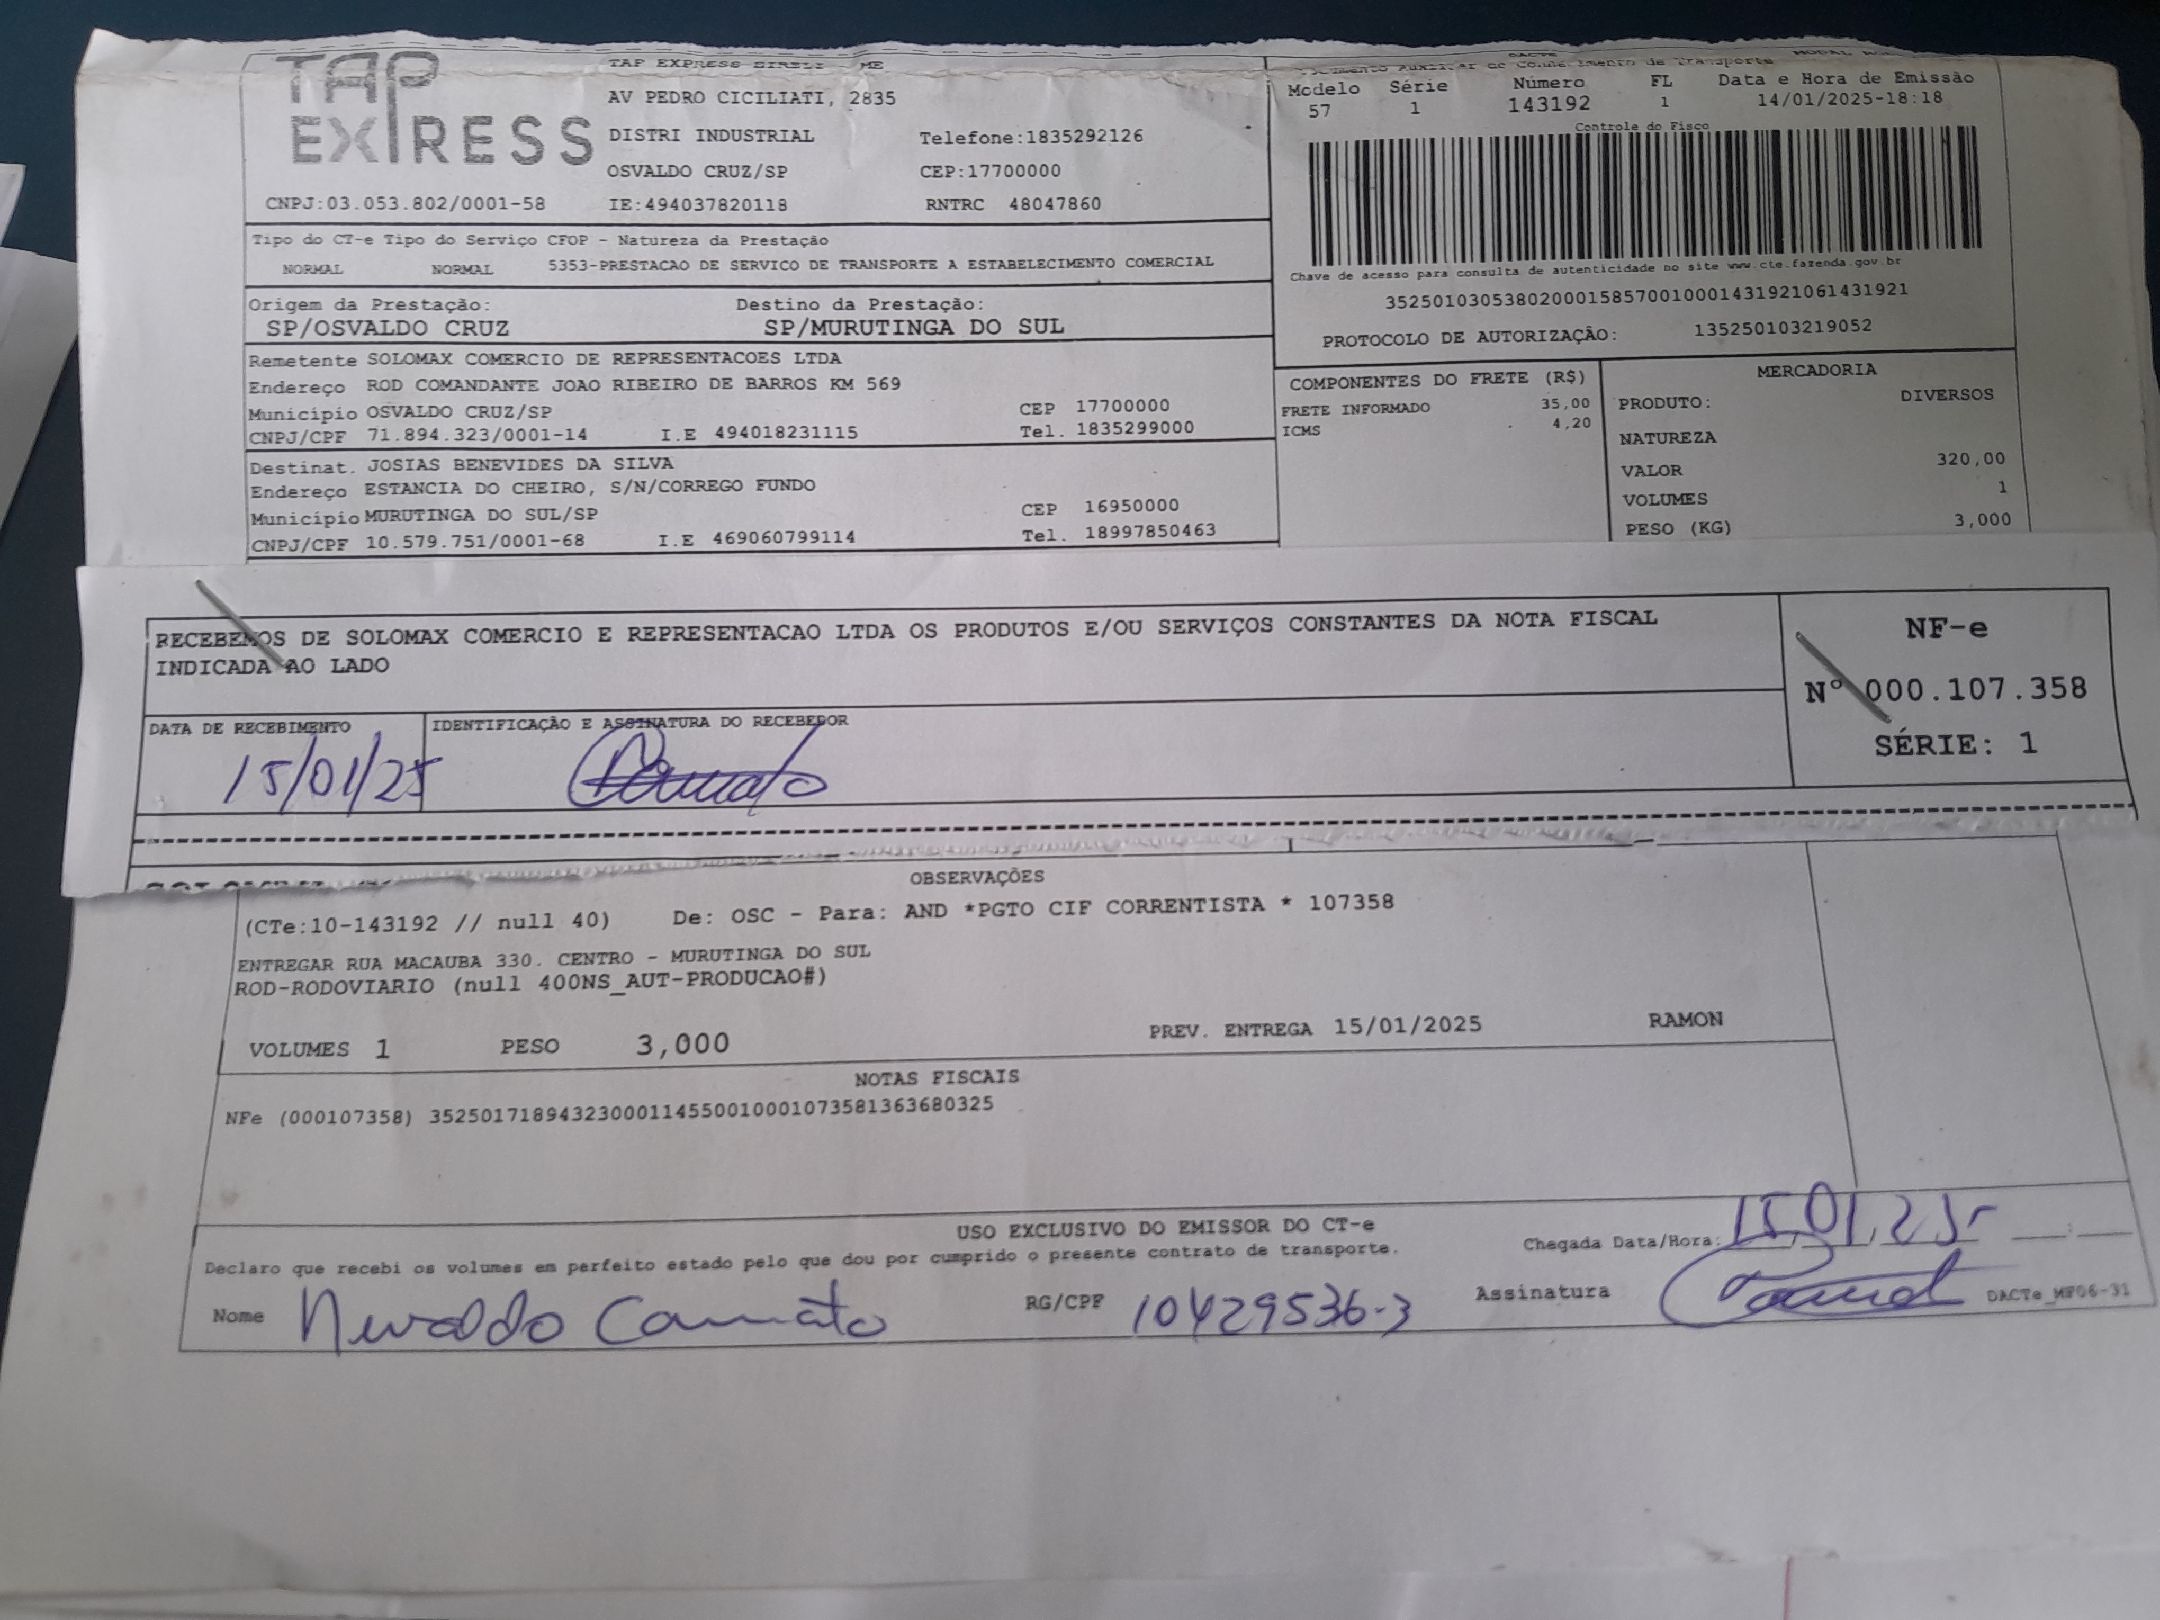 TAP EXPRESS
TAP EXPRESS EIRELI ME
AV PEDRO CICILIATI, 2835
DISTRI INDUSTRIAL Telefone:1835292126
OSVALDO CRUZ/SP CEP:17700000
CNPJ:03.053.802/0001-58 IE:494037820118 RNTRC 48047860
DACTE
Documento Auxiliar do Conhecimento de Transporte
Modelo Série Número FL Data e Hora de Emissão
57 1 143192 1 14/01/2025-18:18
Controle do Fisco
Chave de acesso para consulta de autenticidade no site www.cte.fazenda.gov.br
35250103053802000158570010001431921061431921
PROTOCOLO DE AUTORIZAÇÃO: 135250103219052
Tipo do CT-e Tipo do Serviço CFOP - Natureza da Prestação
NORMAL NORMAL 5353-PRESTACAO DE SERVICO DE TRANSPORTE A ESTABELECIMENTO COMERCIAL
Origem da Prestação: Destino da Prestação:
SP/OSVALDO CRUZ SP/MURUTINGA DO SUL
Remetente SOLOMAX COMERCIO DE REPRESENTACOES LTDA
Endereço ROD COMANDANTE JOAO RIBEIRO DE BARROS KM 569
Município OSVALDO CRUZ/SP CEP 17700000
CNPJ/CPF 71.894.323/0001-14 I.E 494018231115 Tel. 1835299000
Destinat. JOSIAS BENEVIDES DA SILVA
Endereço ESTANCIA DO CHEIRO, S/N/CORREGO FUNDO
Município MURUTINGA DO SUL/SP CEP 16950000
CNPJ/CPF 10.579.751/0001-68 I.E 469060799114 Tel. 18997850463
COMPONENTES DO FRETE (R$)
FRETE INFORMADO 35,00
ICMS 4,20
MERCADORIA
PRODUTO: DIVERSOS
NATUREZA
VALOR 320,00
VOLUMES 1
PESO (KG) 3,000
RECEBEMOS DE SOLOMAX COMERCIO E REPRESENTACAO LTDA OS PRODUTOS E/OU SERVIÇOS CONSTANTES DA NOTA FISCAL
INDICADA AO LADO
NF-e
Nº 000.107.358
SÉRIE: 1
DATA DE RECEBIMENTO IDENTIFICAÇÃO E ASSINATURA DO RECEBEDOR
15/01/25
OBSERVAÇÕES
(CTe:10-143192 // null 40) De: OSC - Para: AND *PGTO CIF CORRENTISTA * 107358
ENTREGAR RUA MACAUBA 330. CENTRO - MURUTINGA DO SUL
ROD-RODOVIARIO (null 400NS_AUT-PRODUCAO#)
VOLUMES 1 PESO 3,000 PREV. ENTREGA 15/01/2025 RAMON
NOTAS FISCAIS
NFe (000107358) 35250171894323000114550010001073581363680325
USO EXCLUSIVO DO EMISSOR DO CT-e
Declaro que recebi os volumes em perfeito estado pelo que dou por cumprido o presente contrato de transporte. Chegada Data/Hora: 15/01/25
Nome RG/CPF 10429536-3 Assinatura DACTe_MF06-31